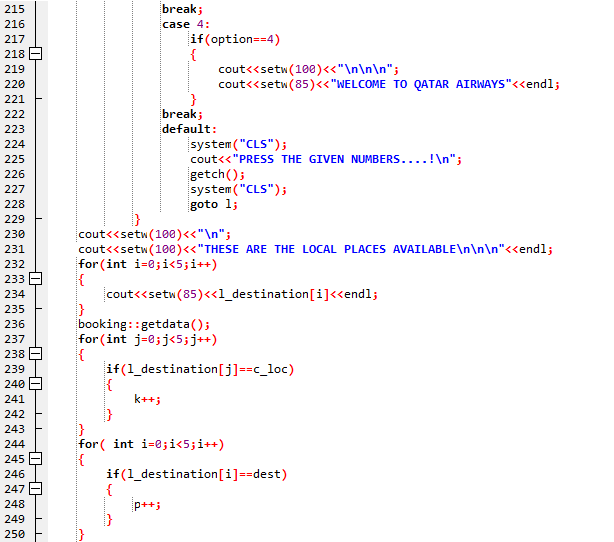 215 break;
216 case 4:
217 if(option==4)
218 {
219 cout<<setw(100)<<"\n\n\n";
220 cout<<setw(85)<<"WELCOME TO QATAR AIRWAYS"<<endl;
221 }
222 break;
223 default:
224 system("CLS");
225 cout<<"PRESS THE GIVEN NUMBERS....!\n";
226 getch();
227 system("CLS");
228 goto l;
229 }
230 cout<<setw(100)<<"\n";
231 cout<<setw(100)<<"THESE ARE THE LOCAL PLACES AVAILABLE\n\n\n"<<endl;
232 for(int i=0;i<5;i++)
233 {
234 cout<<setw(85)<<l_destination[i]<<endl;
235 }
236 booking::getdata();
237 for(int j=0;j<5;j++)
238 {
239 if(l_destination[j]==c_loc)
240 {
241 k++;
242 }
243 }
244 for( int i=0;i<5;i++)
245 {
246 if(l_destination[i]==dest)
247 {
248 p++;
249 }
250 }